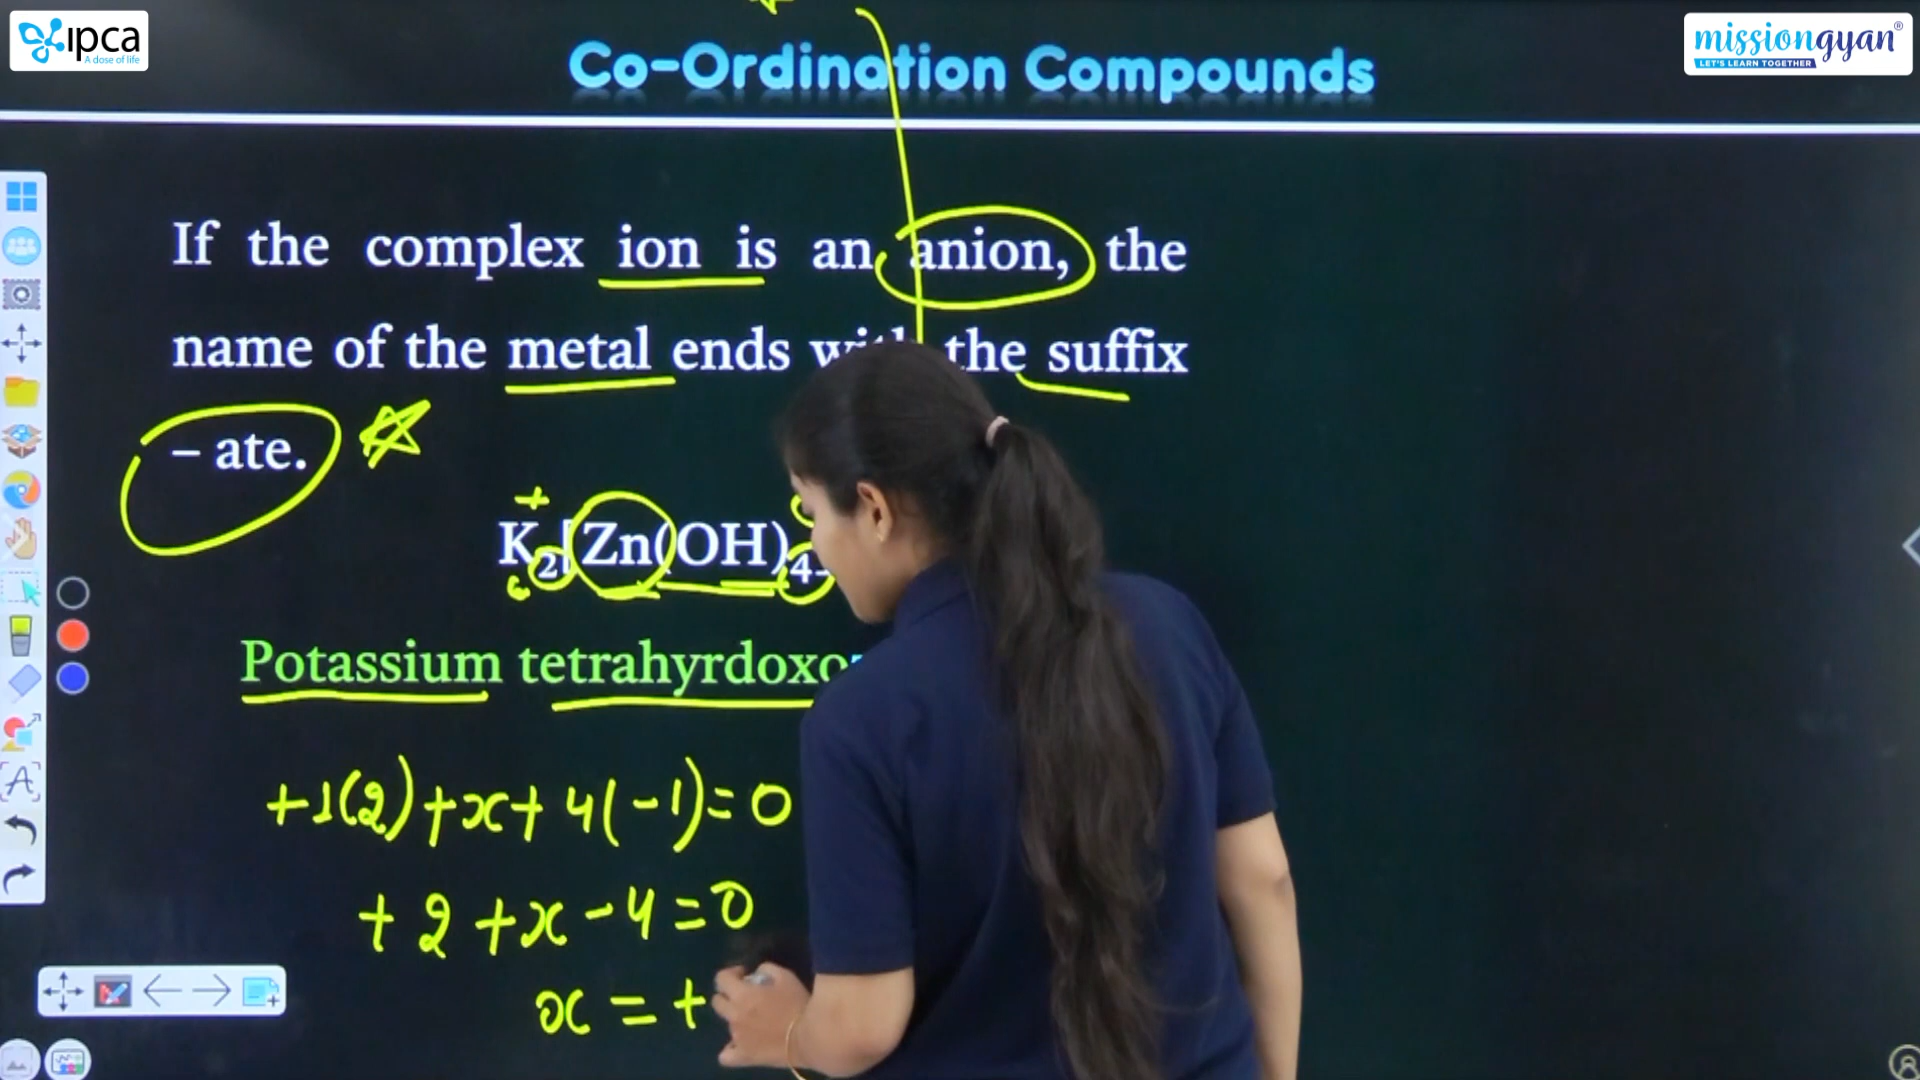 ipca
A dose of life
Co-Ordination Compounds
missiongyan®
LET'S LEARN TOGETHER
If the complex ion is an anion, the
name of the metal ends with the suffix
– ate.
+
K2[Zn(OH)4
Potassium tetrahyrdoxo
+1(2)+x+4(-1)=0
+2+x-4=0
x=+